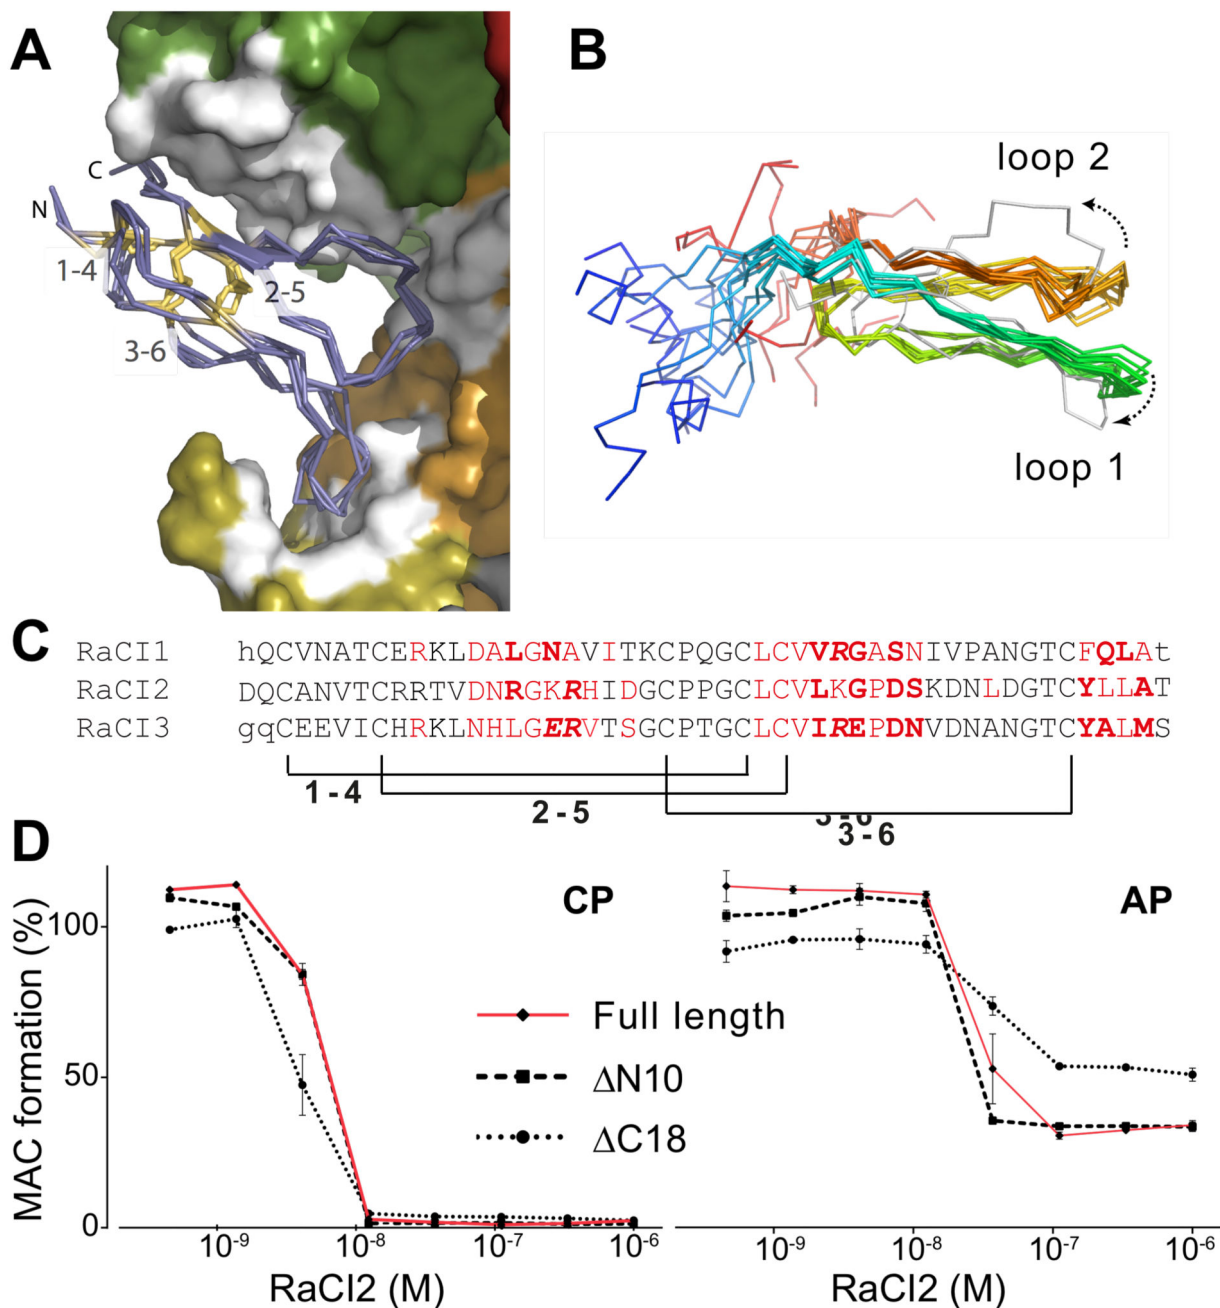 A
B
C
N
1-4
2-5
3-6
loop 2
loop 1
C
RaCI1 hQCVNATCERKLDALGNAVITKCPQGCLCVVRGASNIVPANGTCFQLAt
RaCI2 DQCANVTCRRTVDNRGKRHIDGCPPGCLCVLKGPDSKDNLDGTCYLLAT
RaCI3 gqCEEVICHRKLNHLGERVTSGCPTGCLCVIREPDNVDNANGTCYALMS
1-4
2-5
3-6
3-6
D
CP
AP
MAC formation (%)
100
50
0
Full length
ΔN10
ΔC18
10-9
10-8
10-7
10-6
10-9
10-8
10-7
10-6
RaCI2 (M)
RaCI2 (M)